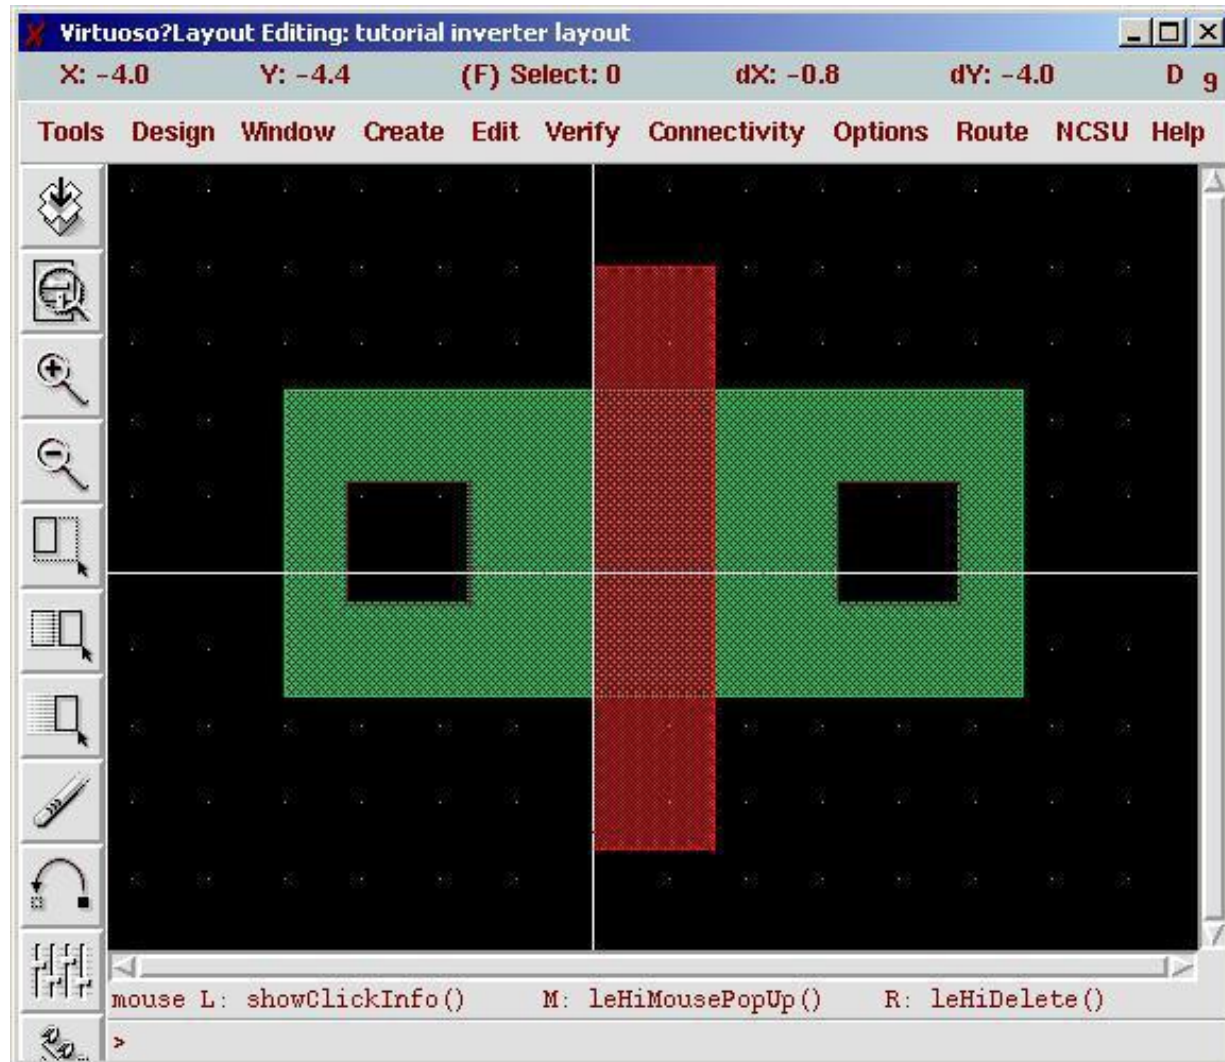 Virtuoso?Layout Editing: tutorial inverter layout
X: -4.0 Y: -4.4 (F) Select: 0 dX: -0.8 dY: -4.0 D 9
Tools Design Window Create Edit Verify Connectivity Options Route NCSU Help
mouse L: showClickInfo() M: leHiMousePopUp() R: leHiDelete()
>